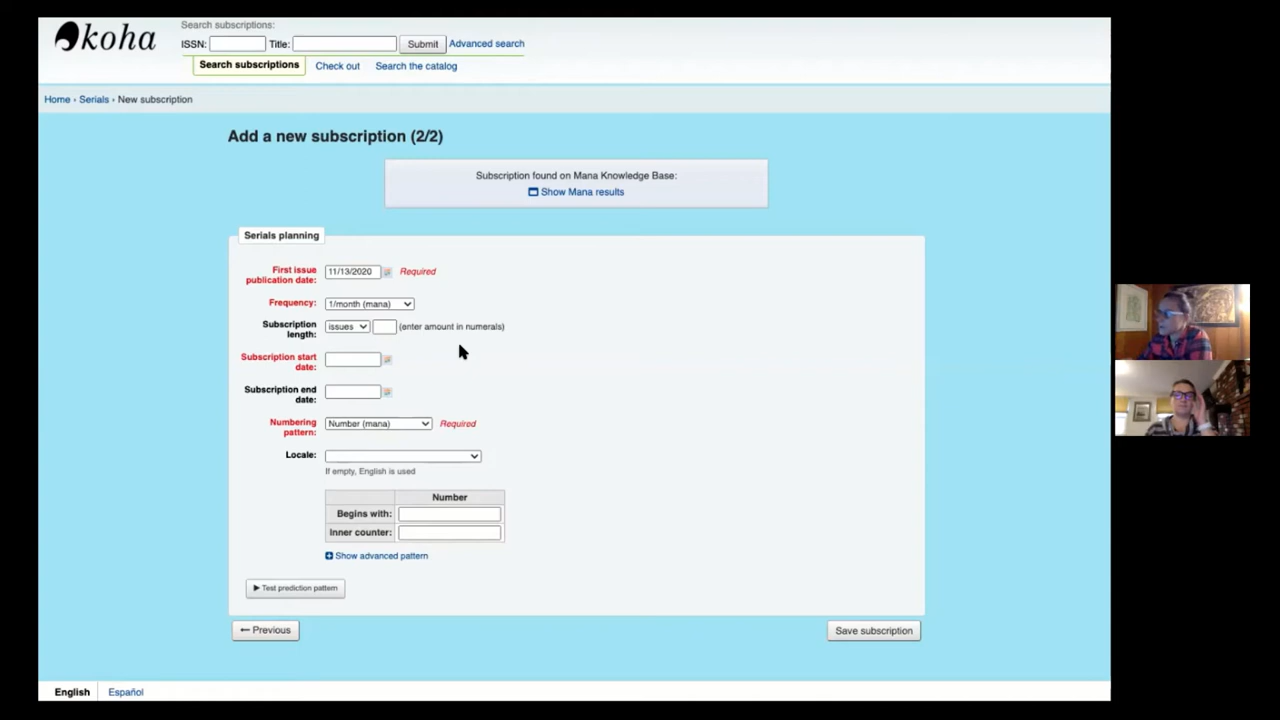 koha
Search subscriptions:
ISSN: Title: Submit Advanced search
Search subscriptions Check out Search the catalog
Home › Serials › New subscription
Add a new subscription (2/2)
Subscription found on Mana Knowledge Base:
Show Mana results
Serials planning
First issue publication date: 11/13/2020 Required
Frequency: 1/month (mana)
Subscription length: issues (enter amount in numerals)
Subscription start date:
Subscription end date:
Numbering pattern: Number (mana) Required
Locale:
If empty, English is used
Number
Begins with:
Inner counter:
Show advanced pattern
Test prediction pattern
← Previous Save subscription
English Español